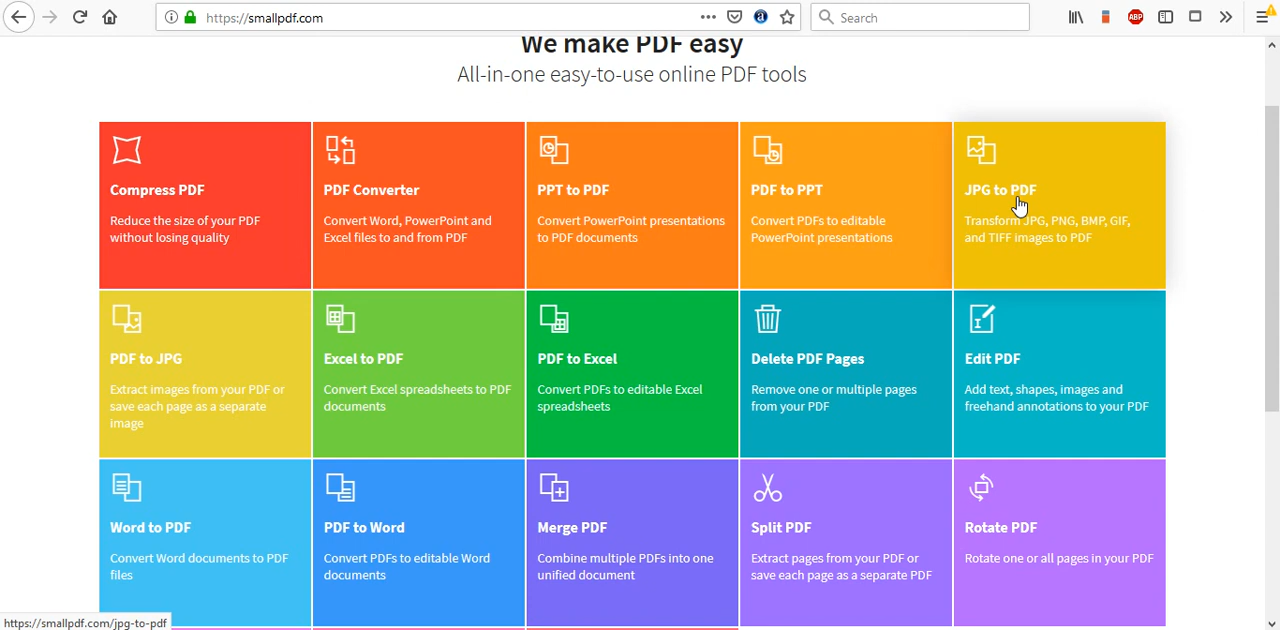 https://smallpdf.com
Search
ABP
We make PDF easy
All-in-one easy-to-use online PDF tools
Compress PDF
Reduce the size of your PDF
without losing quality
PDF Converter
Convert Word, PowerPoint and
Excel files to and from PDF
PPT to PDF
Convert PowerPoint presentations
to PDF documents
PDF to PPT
Convert PDFs to editable
PowerPoint presentations
JPG to PDF
Transform JPG, PNG, BMP, GIF,
and TIFF images to PDF
PDF to JPG
Extract images from your PDF or
save each page as a separate
image
Excel to PDF
Convert Excel spreadsheets to PDF
documents
PDF to Excel
Convert PDFs to editable Excel
spreadsheets
Delete PDF Pages
Remove one or multiple pages
from your PDF
Edit PDF
Add text, shapes, images and
freehand annotations to your PDF
Word to PDF
Convert Word documents to PDF
files
PDF to Word
Convert PDFs to editable Word
documents
Merge PDF
Combine multiple PDFs into one
unified document
Split PDF
Extract pages from your PDF or
save each page as a separate PDF
Rotate PDF
Rotate one or all pages in your PDF
https://smallpdf.com/jpg-to-pdf